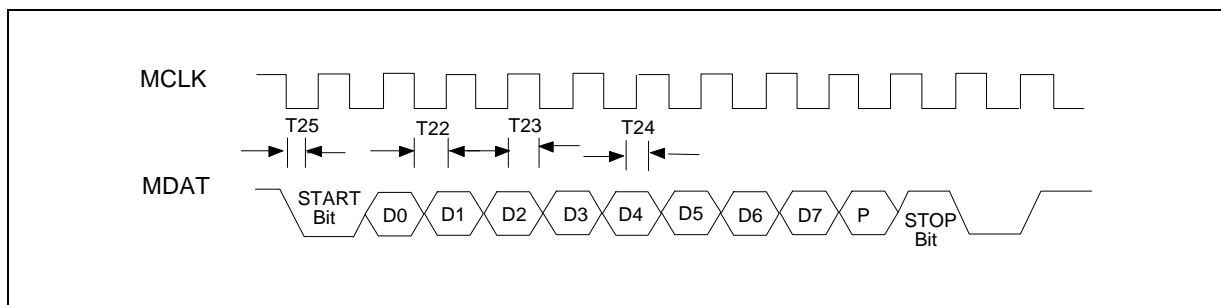 MCLK
T25 T22 T23 T24
MDAT
START Bit D0 D1 D2 D3 D4 D5 D6 D7 P STOP Bit